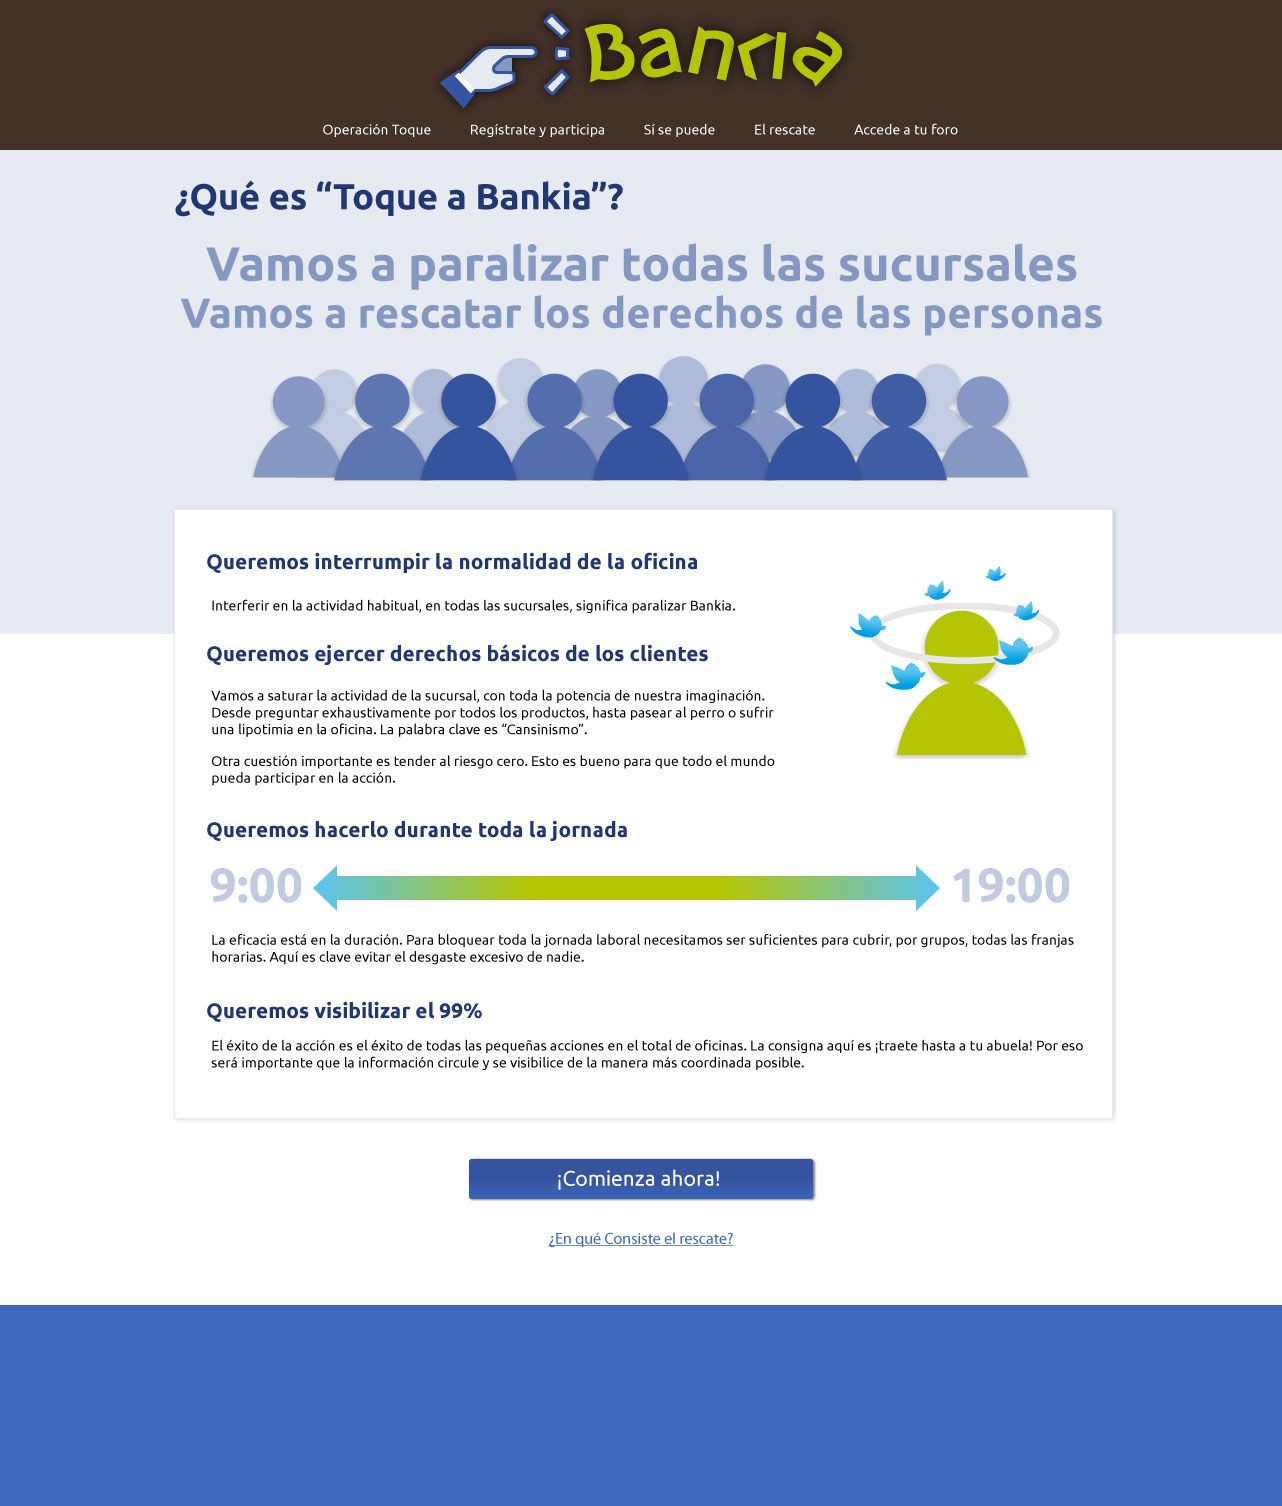 Bankia
Operación Toque Regístrate y participa Sí se puede El rescate Accede a tu foro
¿Qué es “Toque a Bankia”?
Vamos a paralizar todas las sucursales
Vamos a rescatar los derechos de las personas
Queremos interrumpir la normalidad de la oficina
Interferir en la actividad habitual, en todas las sucursales, significa paralizar Bankia.
Queremos ejercer derechos básicos de los clientes
Vamos a saturar la actividad de la sucursal, con toda la potencia de nuestra imaginación.
Desde preguntar exhaustivamente por todos los productos, hasta pasear al perro o sufrir
una lipotimia en la oficina. La palabra clave es “Cansinismo”.
Otra cuestión importante es tender al riesgo cero. Esto es bueno para que todo el mundo
pueda participar en la acción.
Queremos hacerlo durante toda la jornada
9:00 19:00
La eficacia está en la duración. Para bloquear toda la jornada laboral necesitamos ser suficientes para cubrir, por grupos, todas las franjas
horarias. Aquí es clave evitar el desgaste excesivo de nadie.
Queremos visibilizar el 99%
El éxito de la acción es el éxito de todas las pequeñas acciones en el total de oficinas. La consigna aquí es ¡traete hasta a tu abuela! Por eso
será importante que la información circule y se visibilice de la manera más coordinada posible.
¡Comienza ahora!
¿En qué Consiste el rescate?